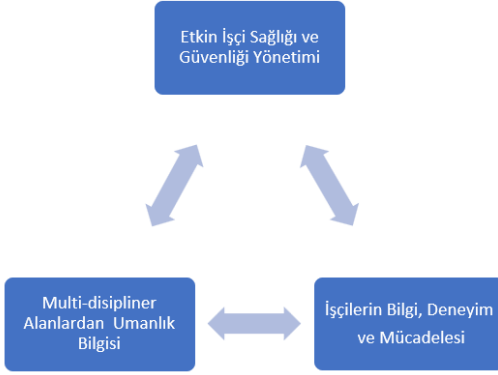 Etkin İşçi Sağlığı ve
Güvenliği Yönetimi
Multi-disipliner
Alanlardan Umanlık
Bilgisi
İşçilerin Bilgi, Deneyim
ve Mücadelesi